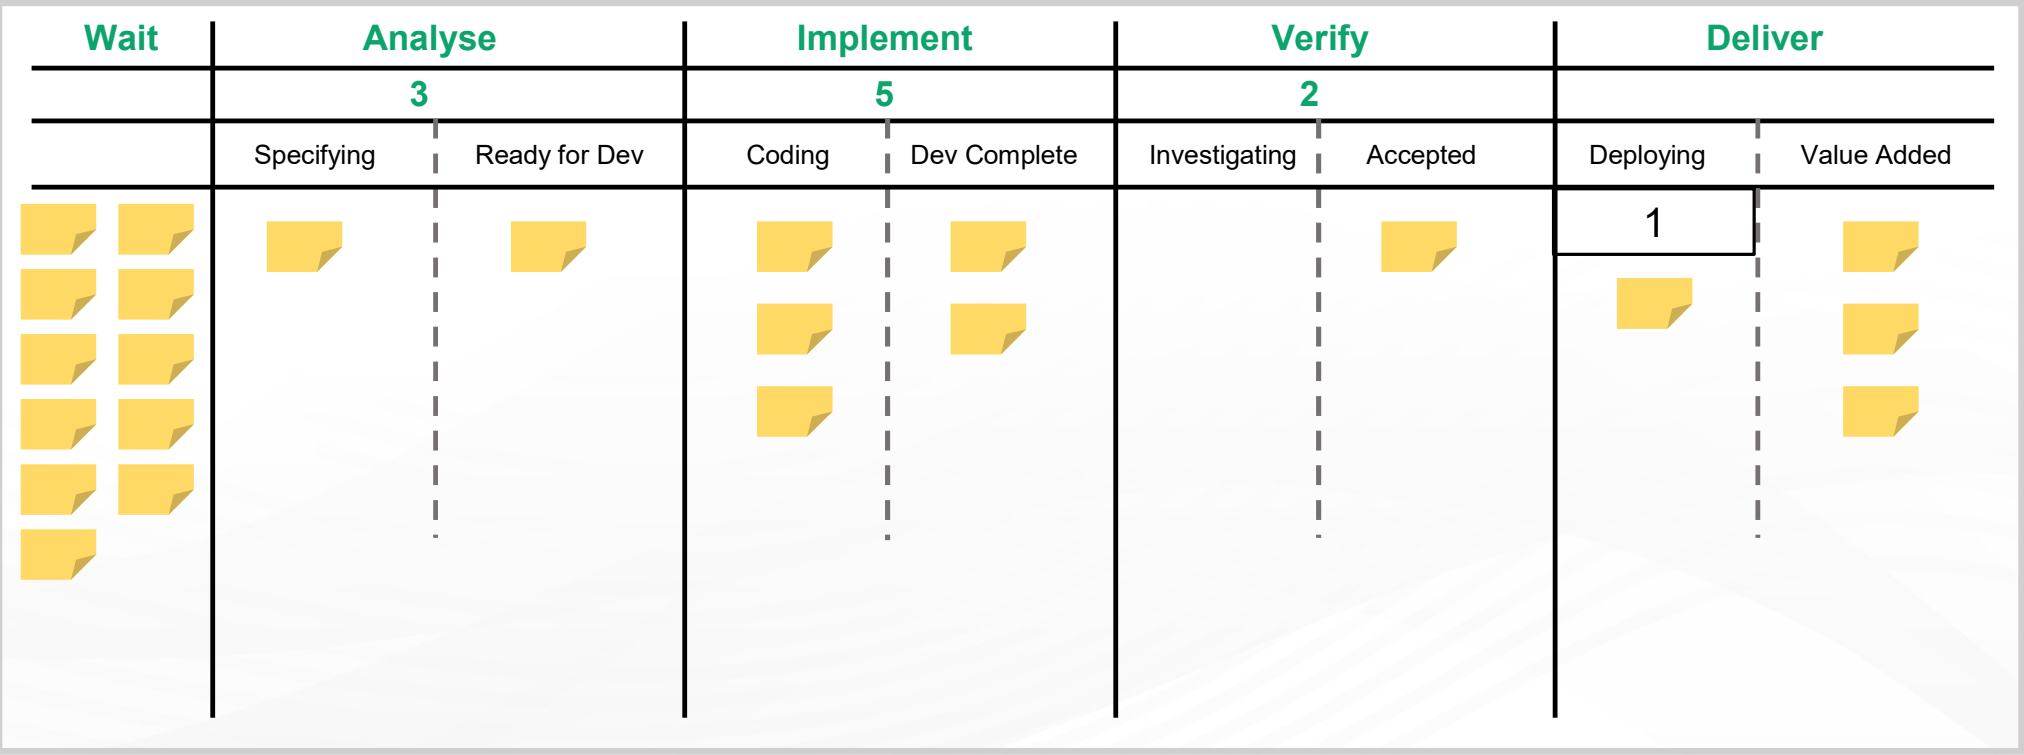 Wait Analyse Implement Verify Deliver
3 5 2
Specifying Ready for Dev Coding Dev Complete Investigating Accepted Deploying Value Added
1